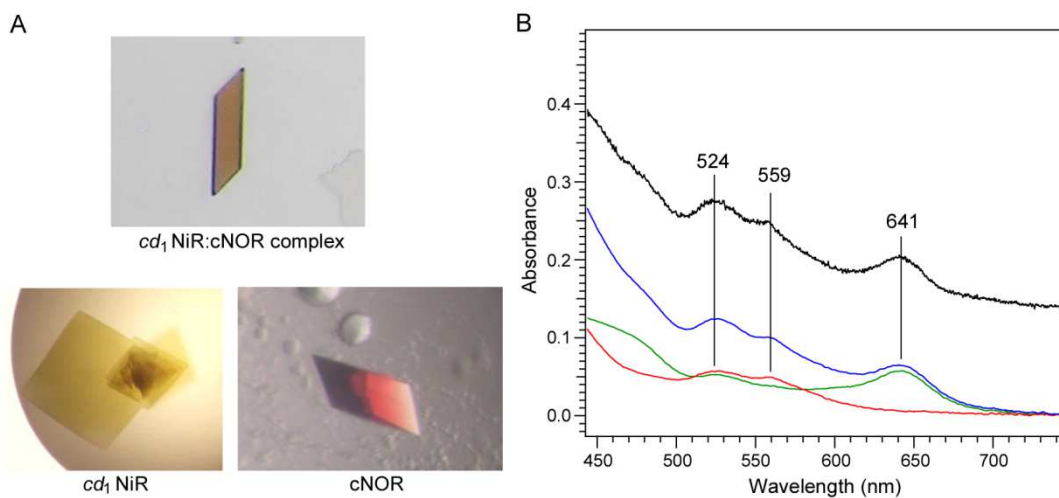 A
cd₁ NiR:cNOR complex
cd₁ NiR
cNOR
B
524
559
641
Absorbance
0.4
0.3
0.2
0.1
0.0
450 500 550 600 650 700
Wavelength (nm)